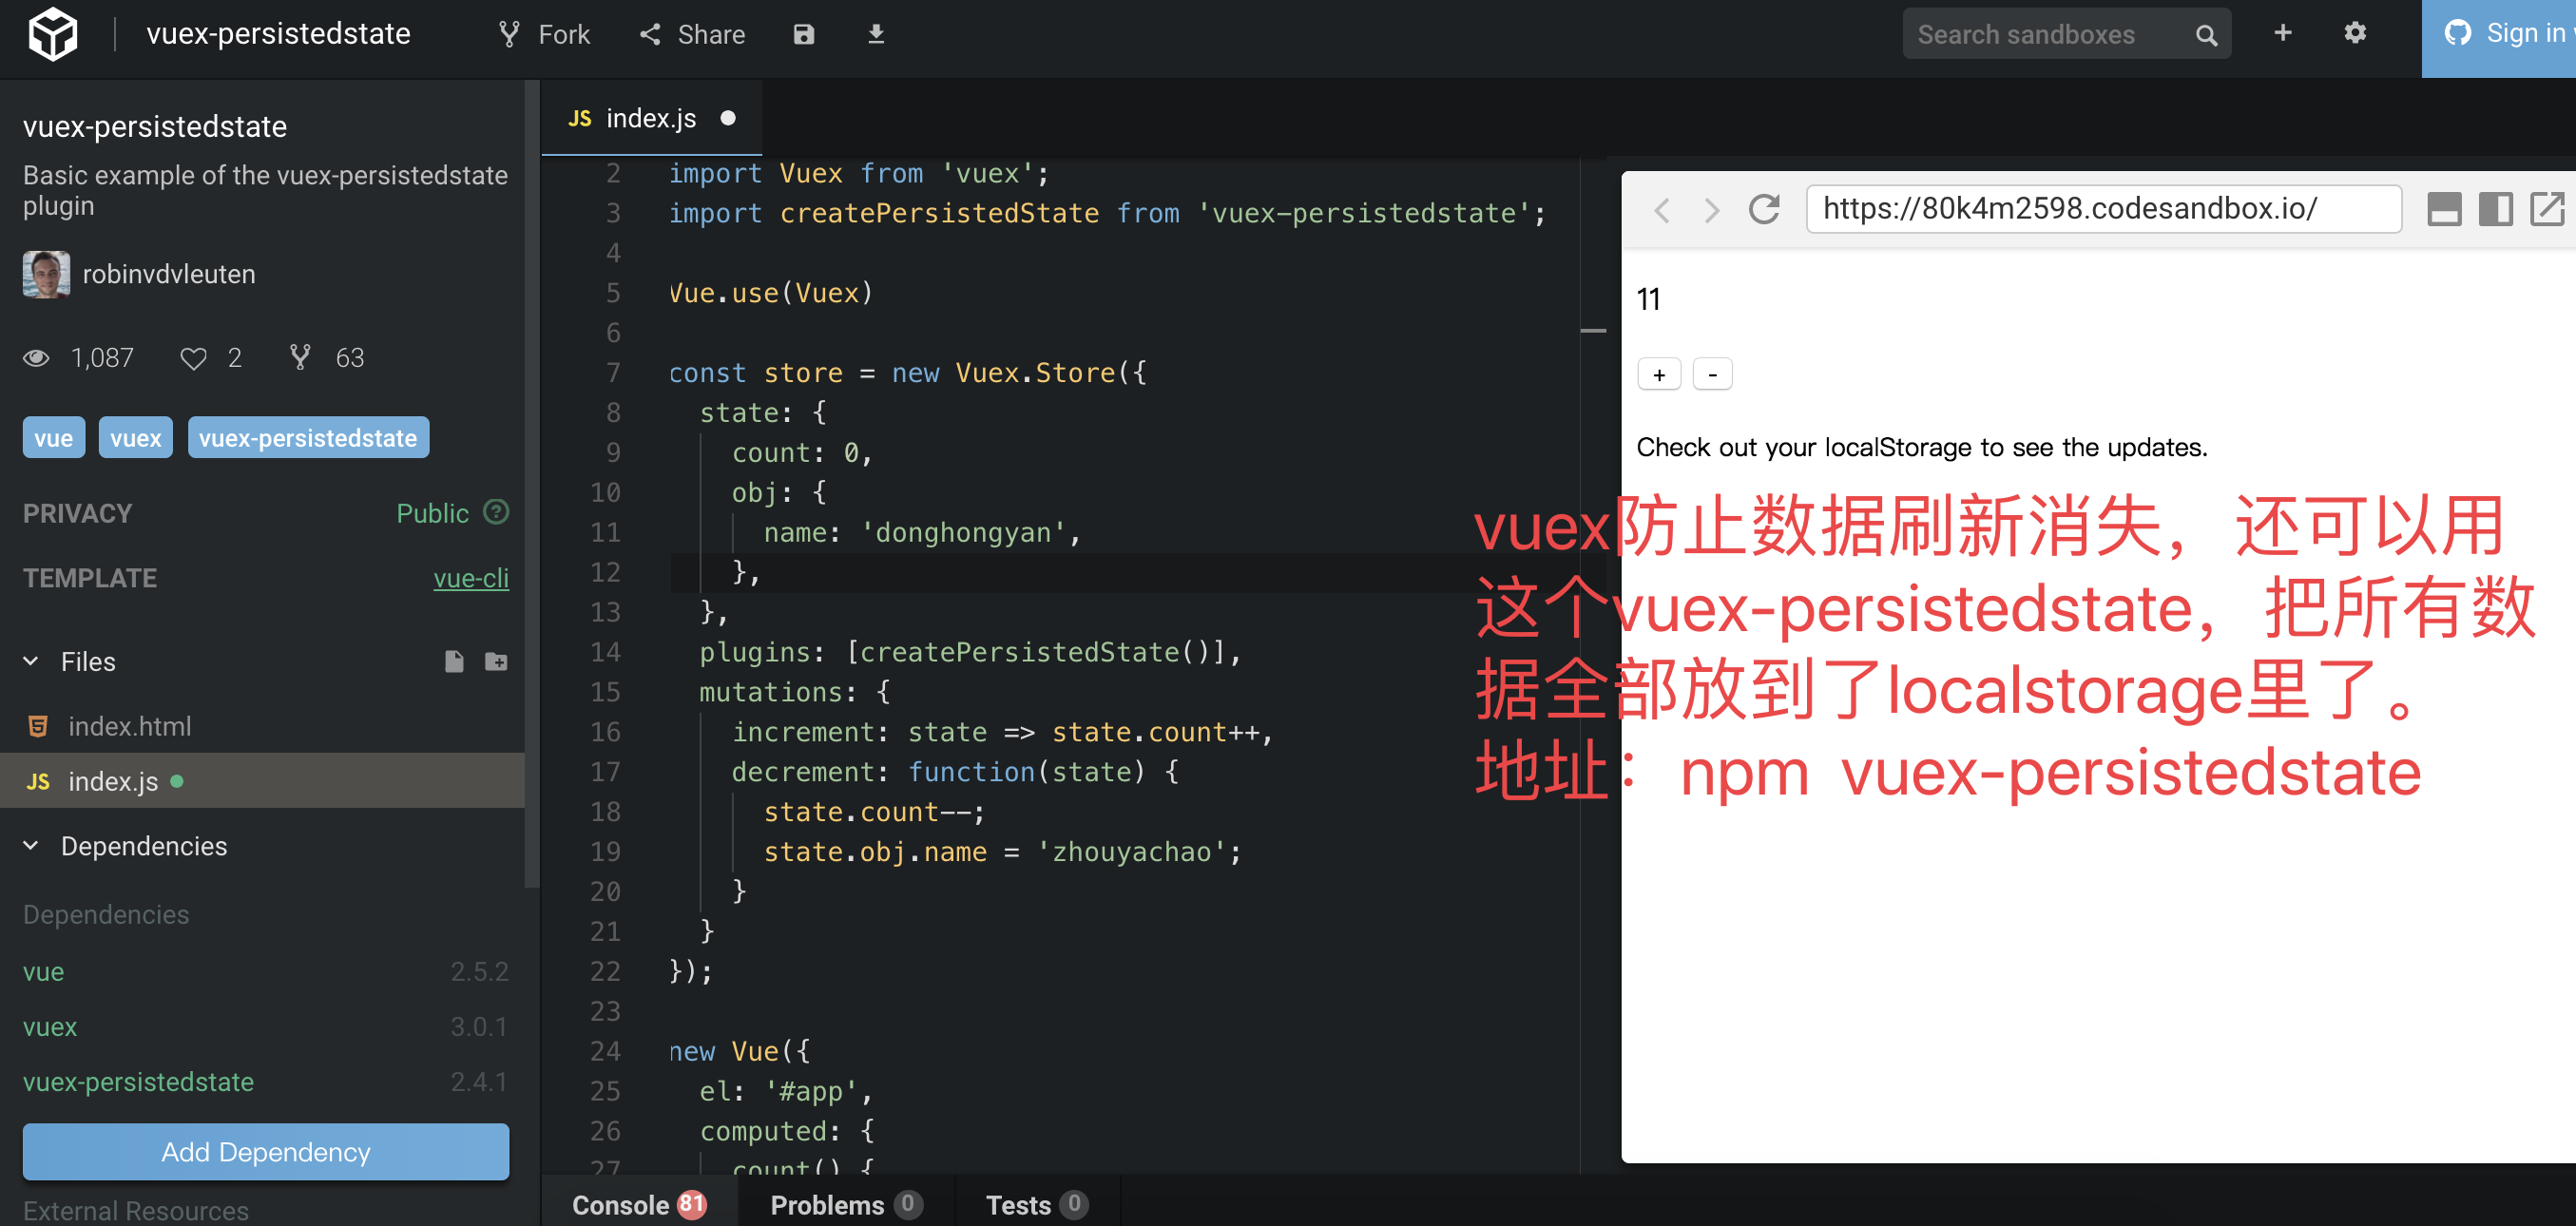 vuex-persistedstate
Fork
Share
Search sandboxes
Sign in
vuex-persistedstate
Basic example of the vuex-persistedstate
plugin
robinvdvleuten
1,087
2
63
vue
vuex
vuex-persistedstate
PRIVACY
Public
TEMPLATE
vue-cli
Files
index.html
JS index.js
Dependencies
Dependencies
vue 2.5.2
vuex 3.0.1
vuex-persistedstate 2.4.1
Add Dependency
External Resources
JS index.js
2 import Vuex from 'vuex';
3 import createPersistedState from 'vuex-persistedstate';
4
5 Vue.use(Vuex)
6
7 const store = new Vuex.Store({
8 state: {
9 count: 0,
10 obj: {
11 name: 'donghongyan',
12 },
13 },
14 plugins: [createPersistedState()],
15 mutations: {
16 increment: state => state.count++,
17 decrement: function(state) {
18 state.count--;
19 state.obj.name = 'zhouyachao';
20 }
21 }
22 });
23
24 new Vue({
25 el: '#app',
26 computed: {
27 count() {
Console 81
Problems 0
Tests 0
https://80k4m2598.codesandbox.io/
11
+ -
Check out your localStorage to see the updates.
vuex防止数据刷新消失，还可以用
这个vuex-persistedstate，把所有数
据全部放到了localstorage里了。
地址：npm vuex-persistedstate